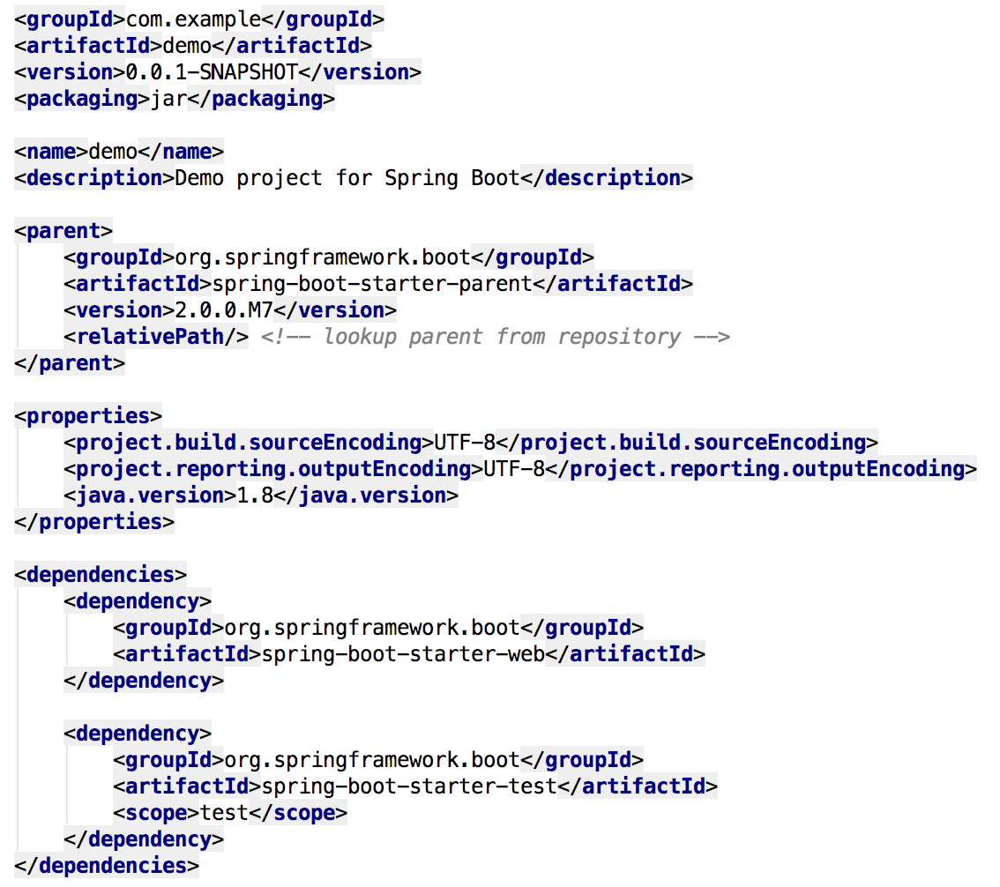 <groupId>com.example</groupId>
<artifactId>demo</artifactId>
<version>0.0.1-SNAPSHOT</version>
<packaging>jar</packaging>

<name>demo</name>
<description>Demo project for Spring Boot</description>

<parent>
    <groupId>org.springframework.boot</groupId>
    <artifactId>spring-boot-starter-parent</artifactId>
    <version>2.0.0.M7</version>
    <relativePath/> <!-- lookup parent from repository -->
</parent>

<properties>
    <project.build.sourceEncoding>UTF-8</project.build.sourceEncoding>
    <project.reporting.outputEncoding>UTF-8</project.reporting.outputEncoding>
    <java.version>1.8</java.version>
</properties>

<dependencies>
    <dependency>
        <groupId>org.springframework.boot</groupId>
        <artifactId>spring-boot-starter-web</artifactId>
    </dependency>

    <dependency>
        <groupId>org.springframework.boot</groupId>
        <artifactId>spring-boot-starter-test</artifactId>
        <scope>test</scope>
    </dependency>
</dependencies>